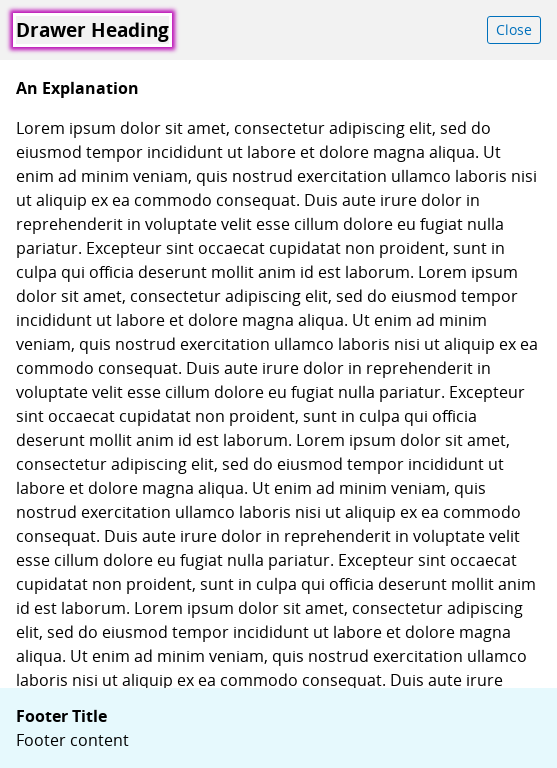 Drawer Heading
Close
An Explanation
Lorem ipsum dolor sit amet, consectetur adipiscing elit, sed do
eiusmod tempor incididunt ut labore et dolore magna aliqua. Ut
enim ad minim veniam, quis nostrud exercitation ullamco laboris nisi
ut aliquip ex ea commodo consequat. Duis aute irure dolor in
reprehenderit in voluptate velit esse cillum dolore eu fugiat nulla
pariatur. Excepteur sint occaecat cupidatat non proident, sunt in
culpa qui officia deserunt mollit anim id est laborum. Lorem ipsum
dolor sit amet, consectetur adipiscing elit, sed do eiusmod tempor
incididunt ut labore et dolore magna aliqua. Ut enim ad minim
veniam, quis nostrud exercitation ullamco laboris nisi ut aliquip ex ea
commodo consequat. Duis aute irure dolor in reprehenderit in
voluptate velit esse cillum dolore eu fugiat nulla pariatur. Excepteur
sint occaecat cupidatat non proident, sunt in culpa qui officia
deserunt mollit anim id est laborum. Lorem ipsum dolor sit amet,
consectetur adipiscing elit, sed do eiusmod tempor incididunt ut
labore et dolore magna aliqua. Ut enim ad minim veniam, quis
nostrud exercitation ullamco laboris nisi ut aliquip ex ea commodo
consequat. Duis aute irure dolor in reprehenderit in voluptate velit
esse cillum dolore eu fugiat nulla pariatur. Excepteur sint occaecat
cupidatat non proident, sunt in culpa qui officia deserunt mollit anim
id est laborum. Lorem ipsum dolor sit amet, consectetur adipiscing
elit, sed do eiusmod tempor incididunt ut labore et dolore magna
aliqua. Ut enim ad minim veniam, quis nostrud exercitation ullamco
laboris nisi ut aliquip ex ea commodo consequat. Duis aute irure
Footer Title
Footer content